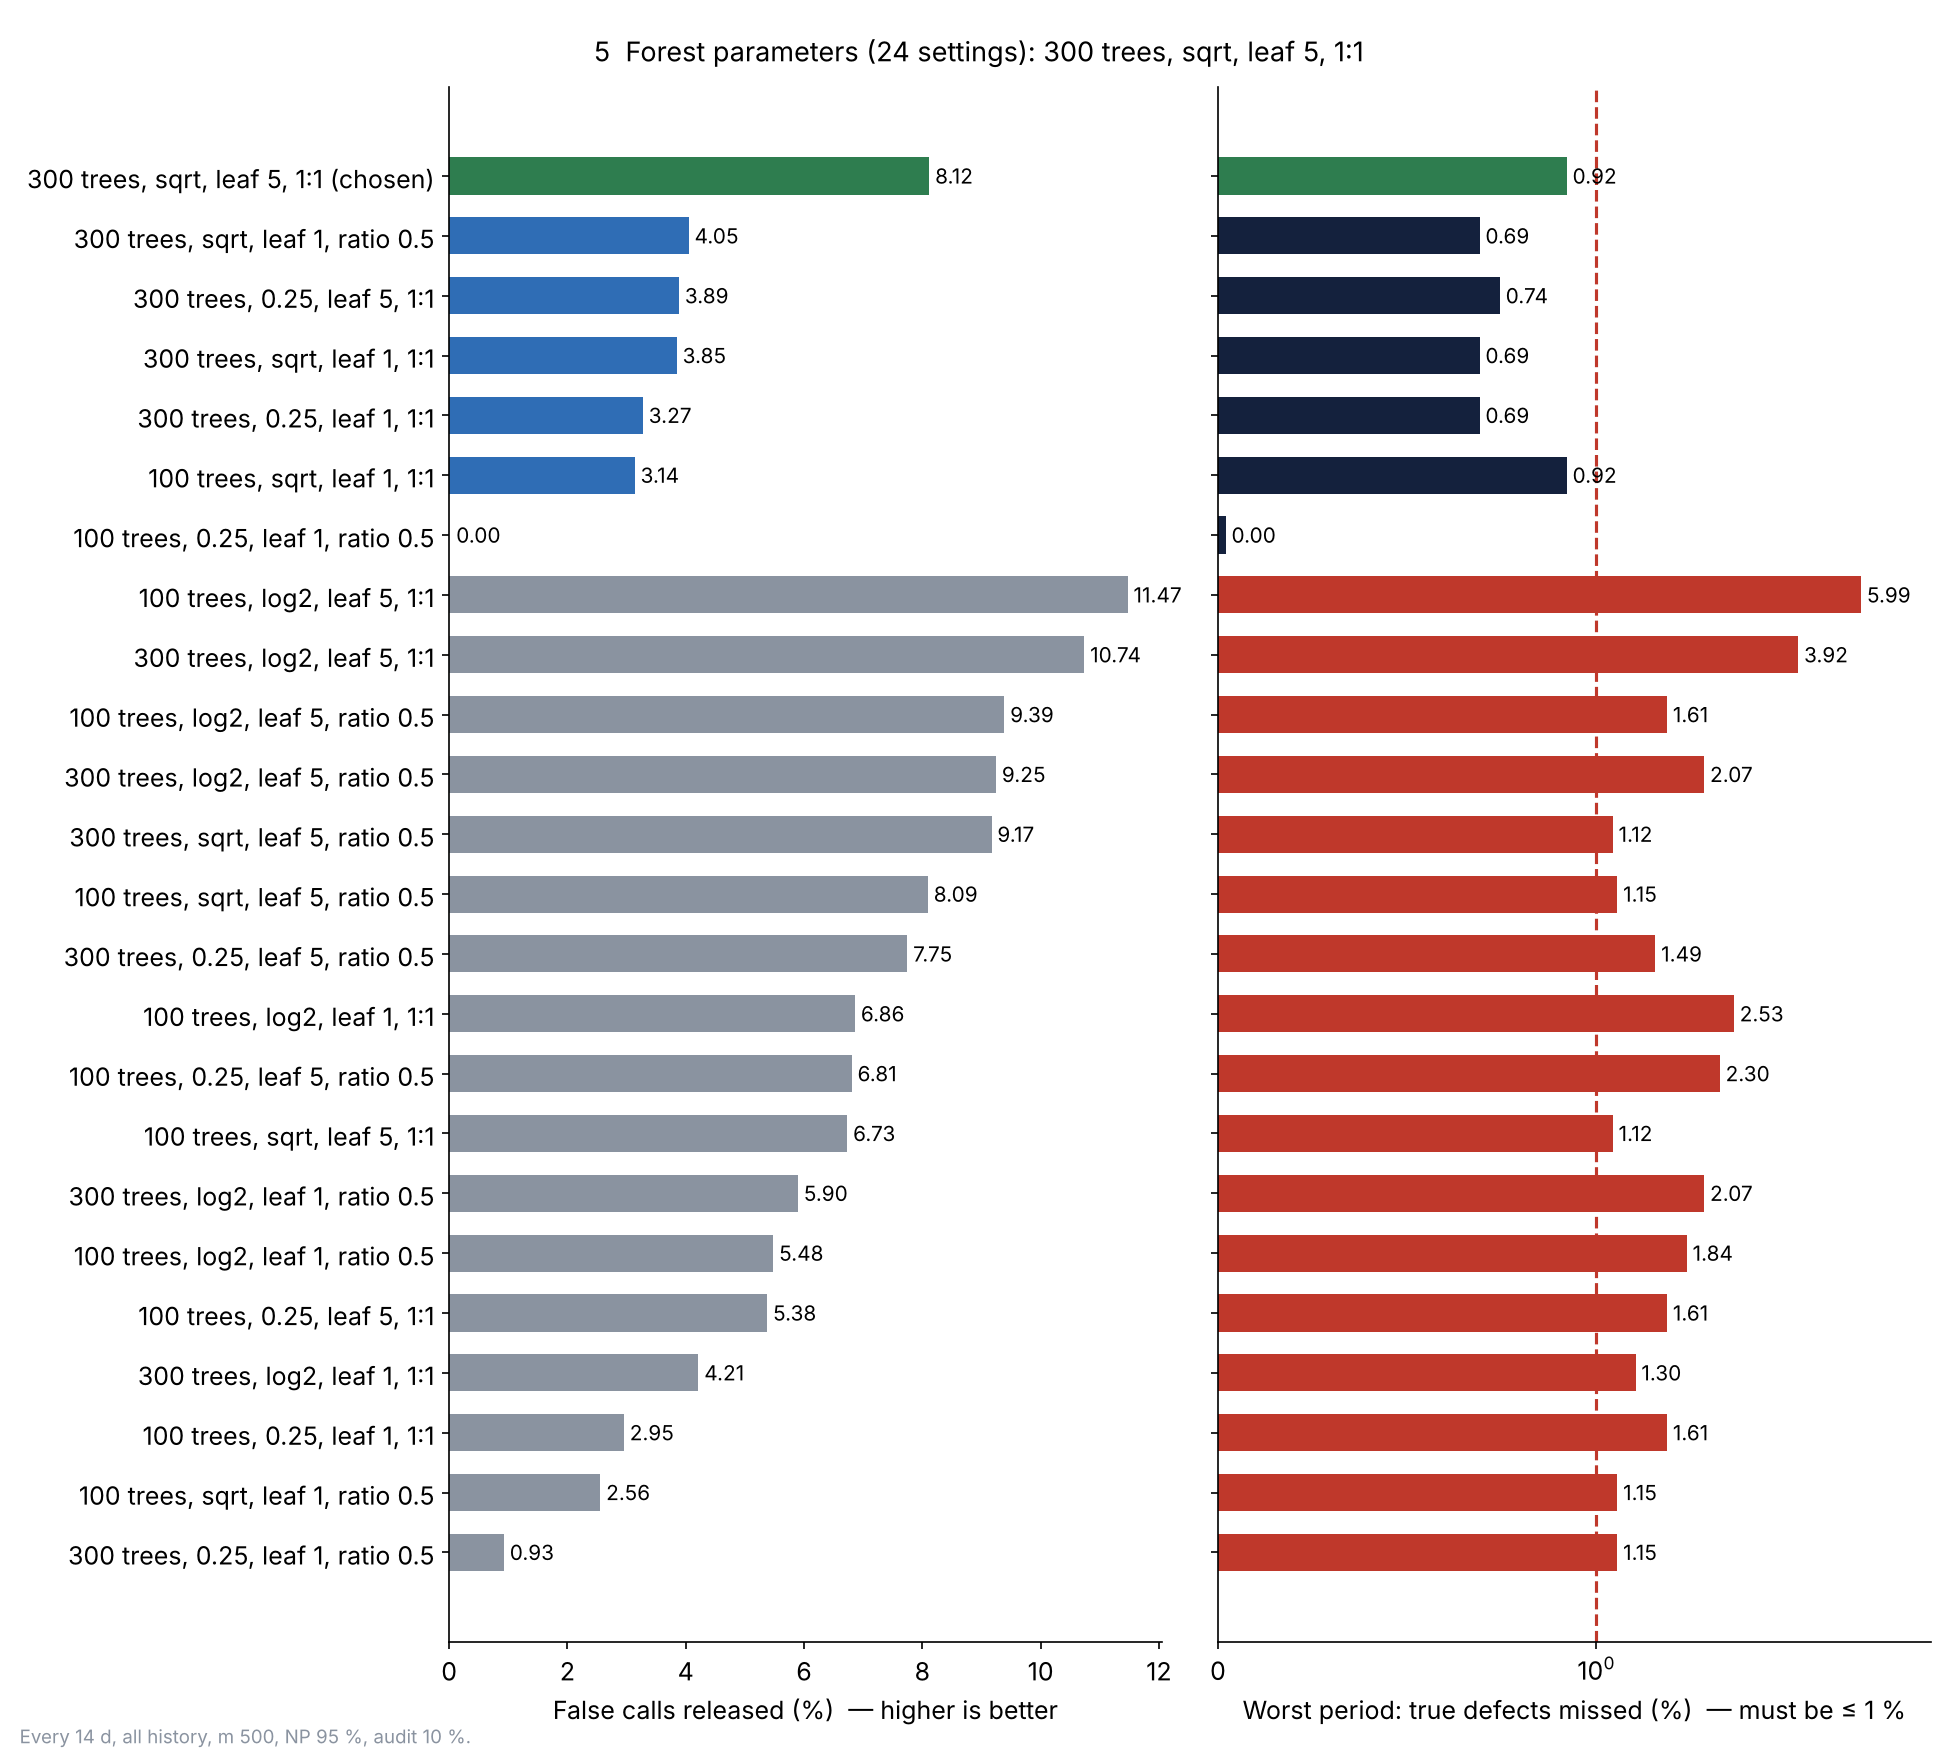 5 Forest parameters (24 settings): 300 trees, sqrt, leaf 5, 1:1
300 trees, sqrt, leaf 5, 1:1 (chosen) 8.12 0.92
300 trees, sqrt, leaf 1, ratio 0.5 4.05 0.69
300 trees, 0.25, leaf 5, 1:1 3.89 0.74
300 trees, sqrt, leaf 1, 1:1 3.85 0.69
300 trees, 0.25, leaf 1, 1:1 3.27 0.69
100 trees, sqrt, leaf 1, 1:1 3.14 0.92
100 trees, 0.25, leaf 1, ratio 0.5 0.00 0.00
100 trees, log2, leaf 5, 1:1 11.47 5.99
300 trees, log2, leaf 5, 1:1 10.74 3.92
100 trees, log2, leaf 5, ratio 0.5 9.39 1.61
300 trees, log2, leaf 5, ratio 0.5 9.25 2.07
300 trees, sqrt, leaf 5, ratio 0.5 9.17 1.12
100 trees, sqrt, leaf 5, ratio 0.5 8.09 1.15
300 trees, 0.25, leaf 5, ratio 0.5 7.75 1.49
100 trees, log2, leaf 1, 1:1 6.86 2.53
100 trees, 0.25, leaf 5, ratio 0.5 6.81 2.30
100 trees, sqrt, leaf 5, 1:1 6.73 1.12
300 trees, log2, leaf 1, ratio 0.5 5.90 2.07
100 trees, log2, leaf 1, ratio 0.5 5.48 1.84
100 trees, 0.25, leaf 5, 1:1 5.38 1.61
300 trees, log2, leaf 1, 1:1 4.21 1.30
100 trees, 0.25, leaf 1, 1:1 2.95 1.61
100 trees, sqrt, leaf 1, ratio 0.5 2.56 1.15
300 trees, 0.25, leaf 1, ratio 0.5 0.93 1.15
0 2 4 6 8 10 12 0 10⁰
False calls released (%) — higher is better Worst period: true defects missed (%) — must be ≤ 1 %
Every 14 d, all history, m 500, NP 95 %, audit 10 %.